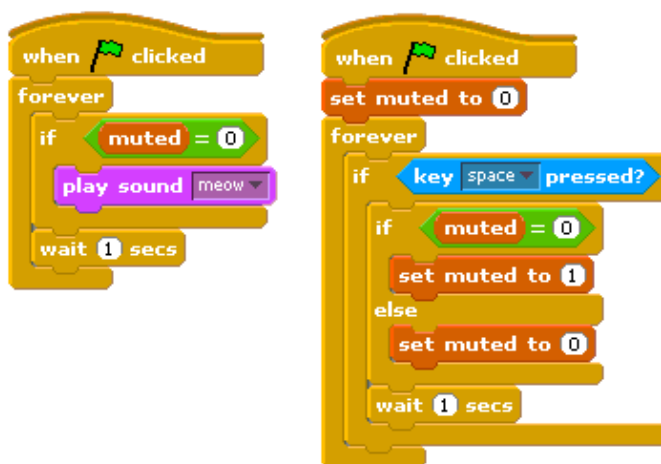 when clicked
forever
if muted = 0
play sound meow
wait 1 secs
when clicked
set muted to 0
forever
if key space pressed?
if muted = 0
set muted to 1
else
set muted to 0
wait 1 secs